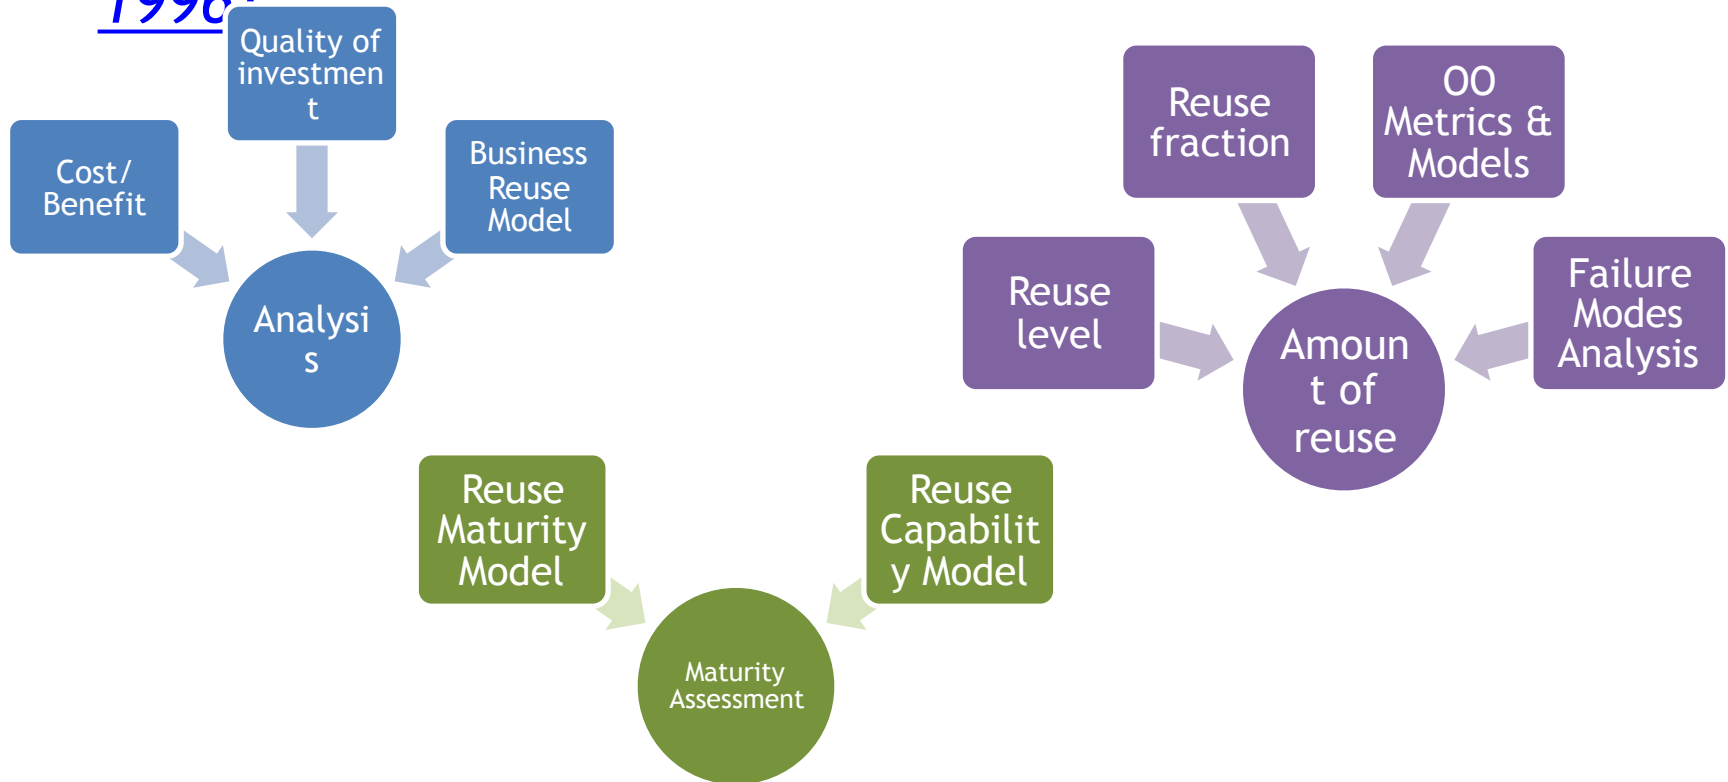 1996
Quality of
investmen
t
Cost/
Benefit
Business
Reuse
Model
Analysi
s
Reuse
fraction
OO
Metrics &
Models
Reuse
level
Failure
Modes
Analysis
Amoun
t of
reuse
Reuse
Maturity
Model
Reuse
Capabilit
y Model
Maturity
Assessment